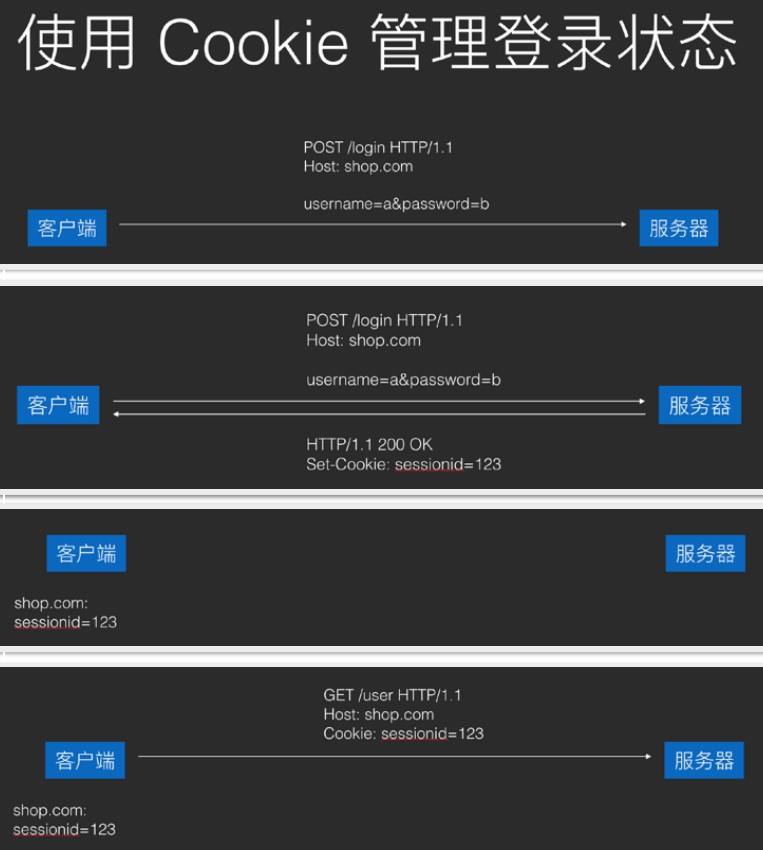 使用 Cookie 管理登录状态
POST /login HTTP/1.1
Host: shop.com
username=a&password=b
客户端
服务器
POST /login HTTP/1.1
Host: shop.com
username=a&password=b
客户端
服务器
HTTP/1.1 200 OK
Set-Cookie: sessionid=123
客户端
服务器
shop.com:
sessionid=123
GET /user HTTP/1.1
Host: shop.com
Cookie: sessionid=123
客户端
服务器
shop.com:
sessionid=123